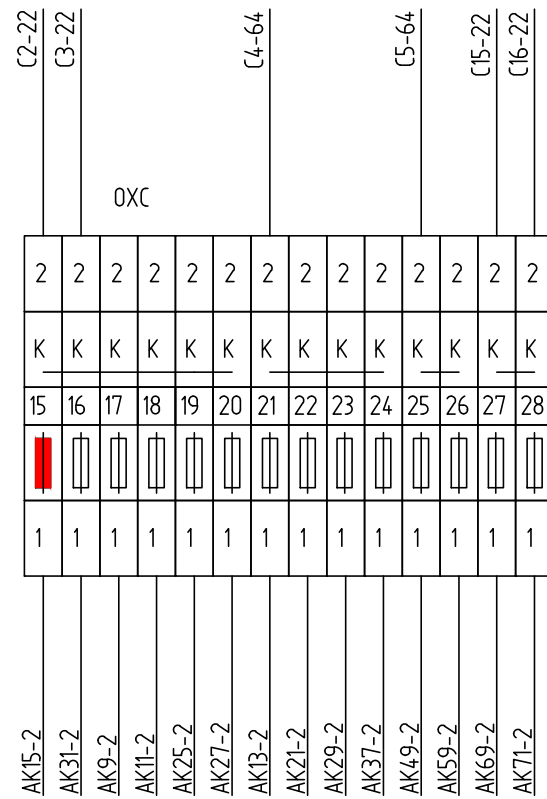 C2-22 C3-22 C4-64 C5-64 C15-22 C16-22
OXC
2 2 2 2 2 2 2 2 2 2 2 2 2 2
K K K K K K K K K K K K K K
15 16 17 18 19 20 21 22 23 24 25 26 27 28
1 1 1 1 1 1 1 1 1 1 1 1 1 1
AK15-2 AK31-2 AK9-2 AK11-2 AK25-2 AK27-2 AK13-2 AK21-2 AK29-2 AK37-2 AK49-2 AK59-2 AK69-2 AK71-2